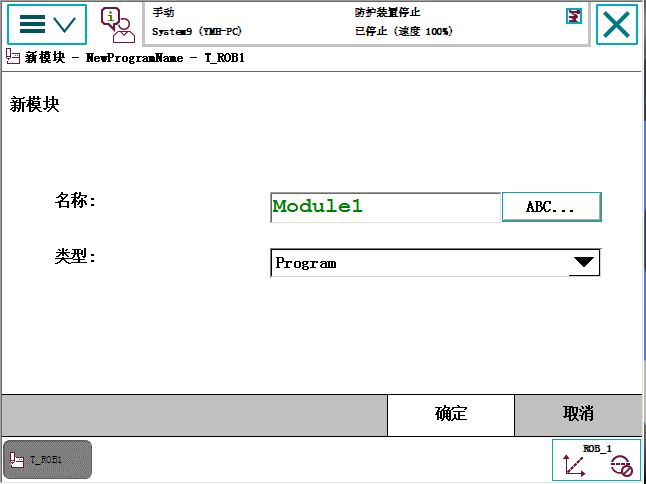 手动
防护装置停止
System9 (YMH-PC)
已停止 (速度 100%)
新模块 - NewProgramName - T_ROB1
新模块
名称:
Module1
ABC...
类型:
Program
确定
取消
T_ROB1
ROB_1